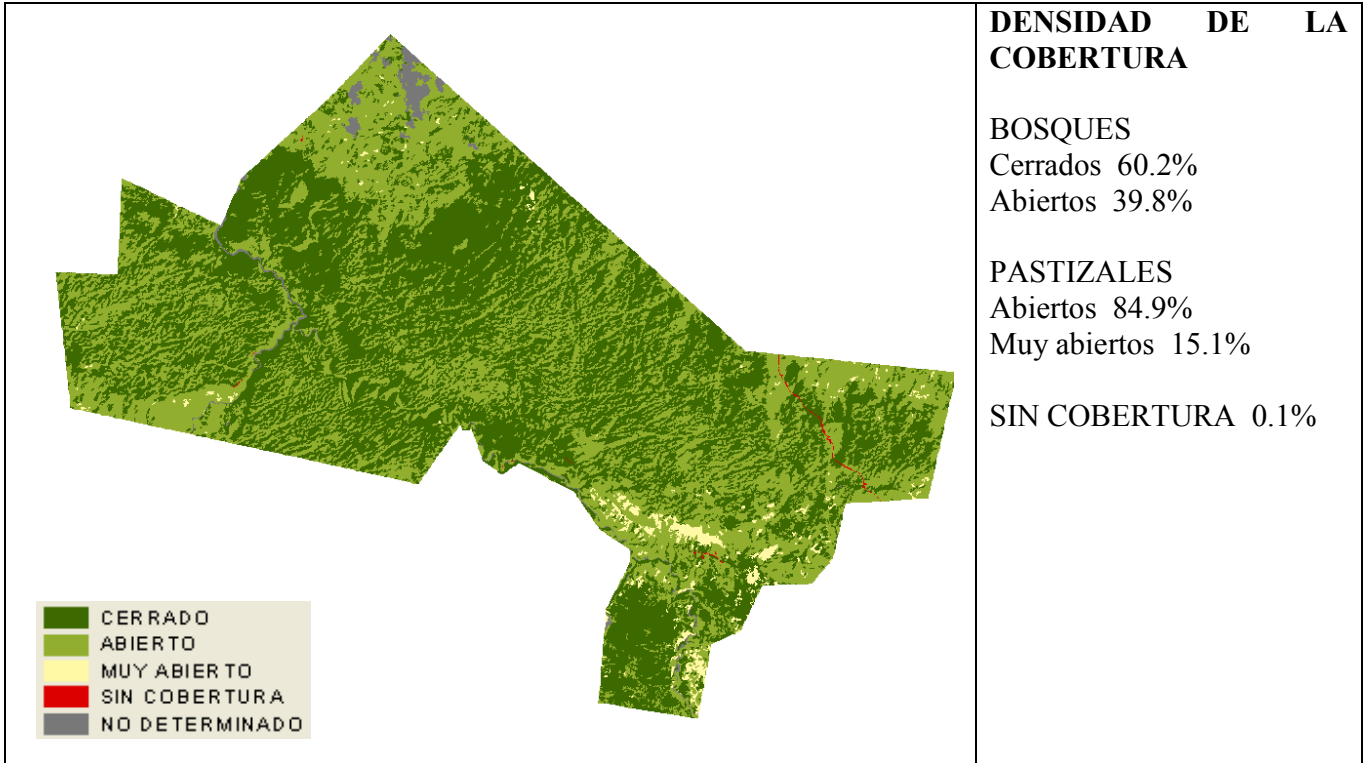 DENSIDAD DE LA
COBERTURA
BOSQUES
Cerrados 60.2%
Abiertos 39.8%
PASTIZALES
Abiertos 84.9%
Muy abiertos 15.1%
SIN COBERTURA 0.1%
CERRADO
ABIERTO
MUY ABIERTO
SIN COBERTURA
NO DETERMINADO